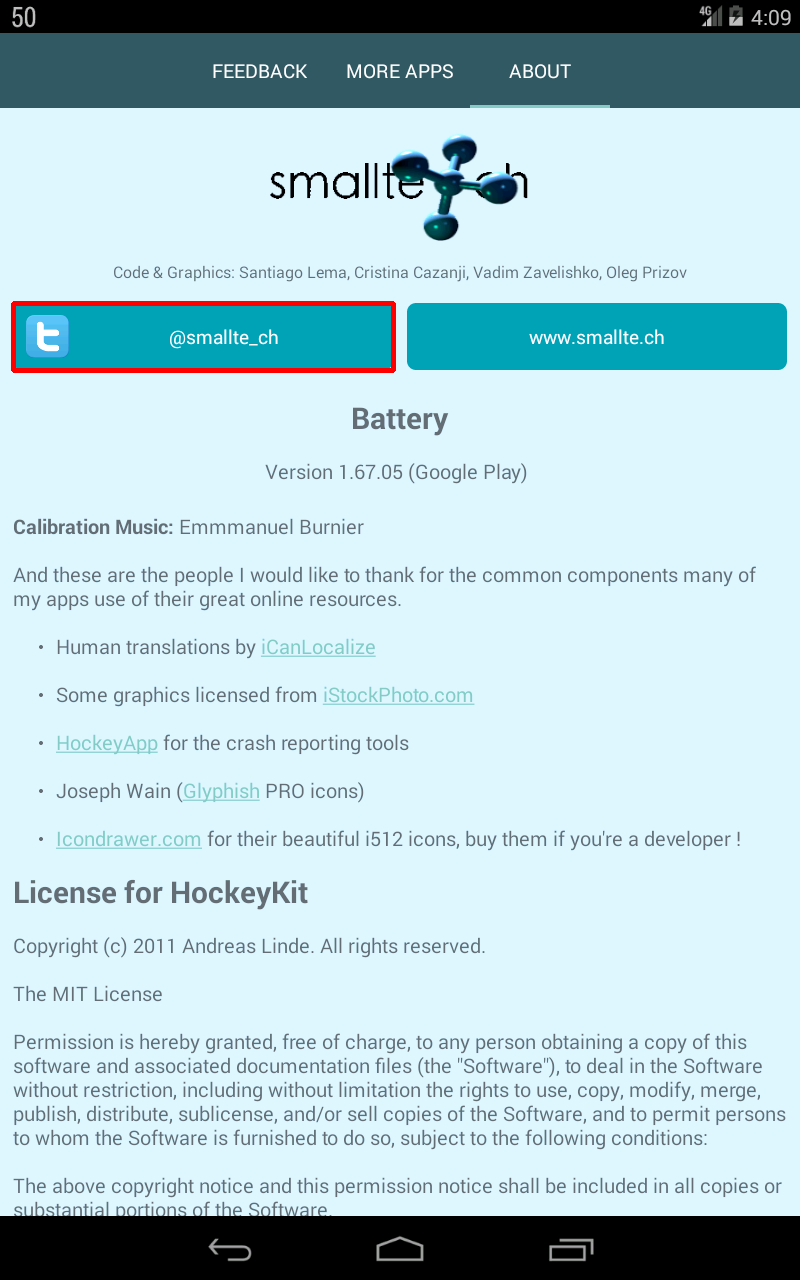 50
4G
4:09
FEEDBACK
MORE APPS
ABOUT
smallte ch
Code & Graphics: Santiago Lema, Cristina Cazanji, Vadim Zavelishko, Oleg Prizov
@smallte_ch
www.smallte.ch
Battery
Version 1.67.05 (Google Play)
Calibration Music: Emmmanuel Burnier
And these are the people I would like to thank for the common components many of
my apps use of their great online resources.
• Human translations by iCanLocalize
• Some graphics licensed from iStockPhoto.com
• HockeyApp for the crash reporting tools
• Joseph Wain (Glyphish PRO icons)
• Icondrawer.com for their beautiful i512 icons, buy them if you're a developer !
License for HockeyKit
Copyright (c) 2011 Andreas Linde. All rights reserved.
The MIT License
Permission is hereby granted, free of charge, to any person obtaining a copy of this
software and associated documentation files (the "Software"), to deal in the Software
without restriction, including without limitation the rights to use, copy, modify, merge,
publish, distribute, sublicense, and/or sell copies of the Software, and to permit persons
to whom the Software is furnished to do so, subject to the following conditions:
The above copyright notice and this permission notice shall be included in all copies or
substantial portions of the Software.